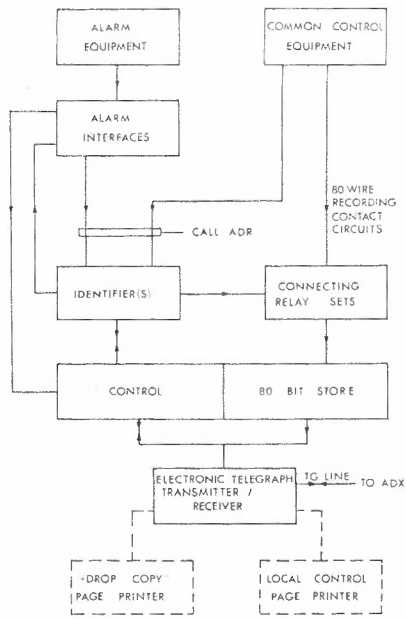 ALARM
EQUIPMENT
COMMON CONTROL
EQUIPMENT
ALARM
INTERFACES
80 WIRE
RECORDING
CONTACT
CIRCUITS
CALL ADR
IDENTIFIER(S)
CONNECTING
RELAY SETS
CONTROL
80 BIT STORE
ELECTRONIC TELEGRAPH
TRANSMITTER /
RECEIVER
TG LINE
TO ADX
"DROP COPY"
PAGE PRINTER
LOCAL CONTROL
PAGE PRINTER